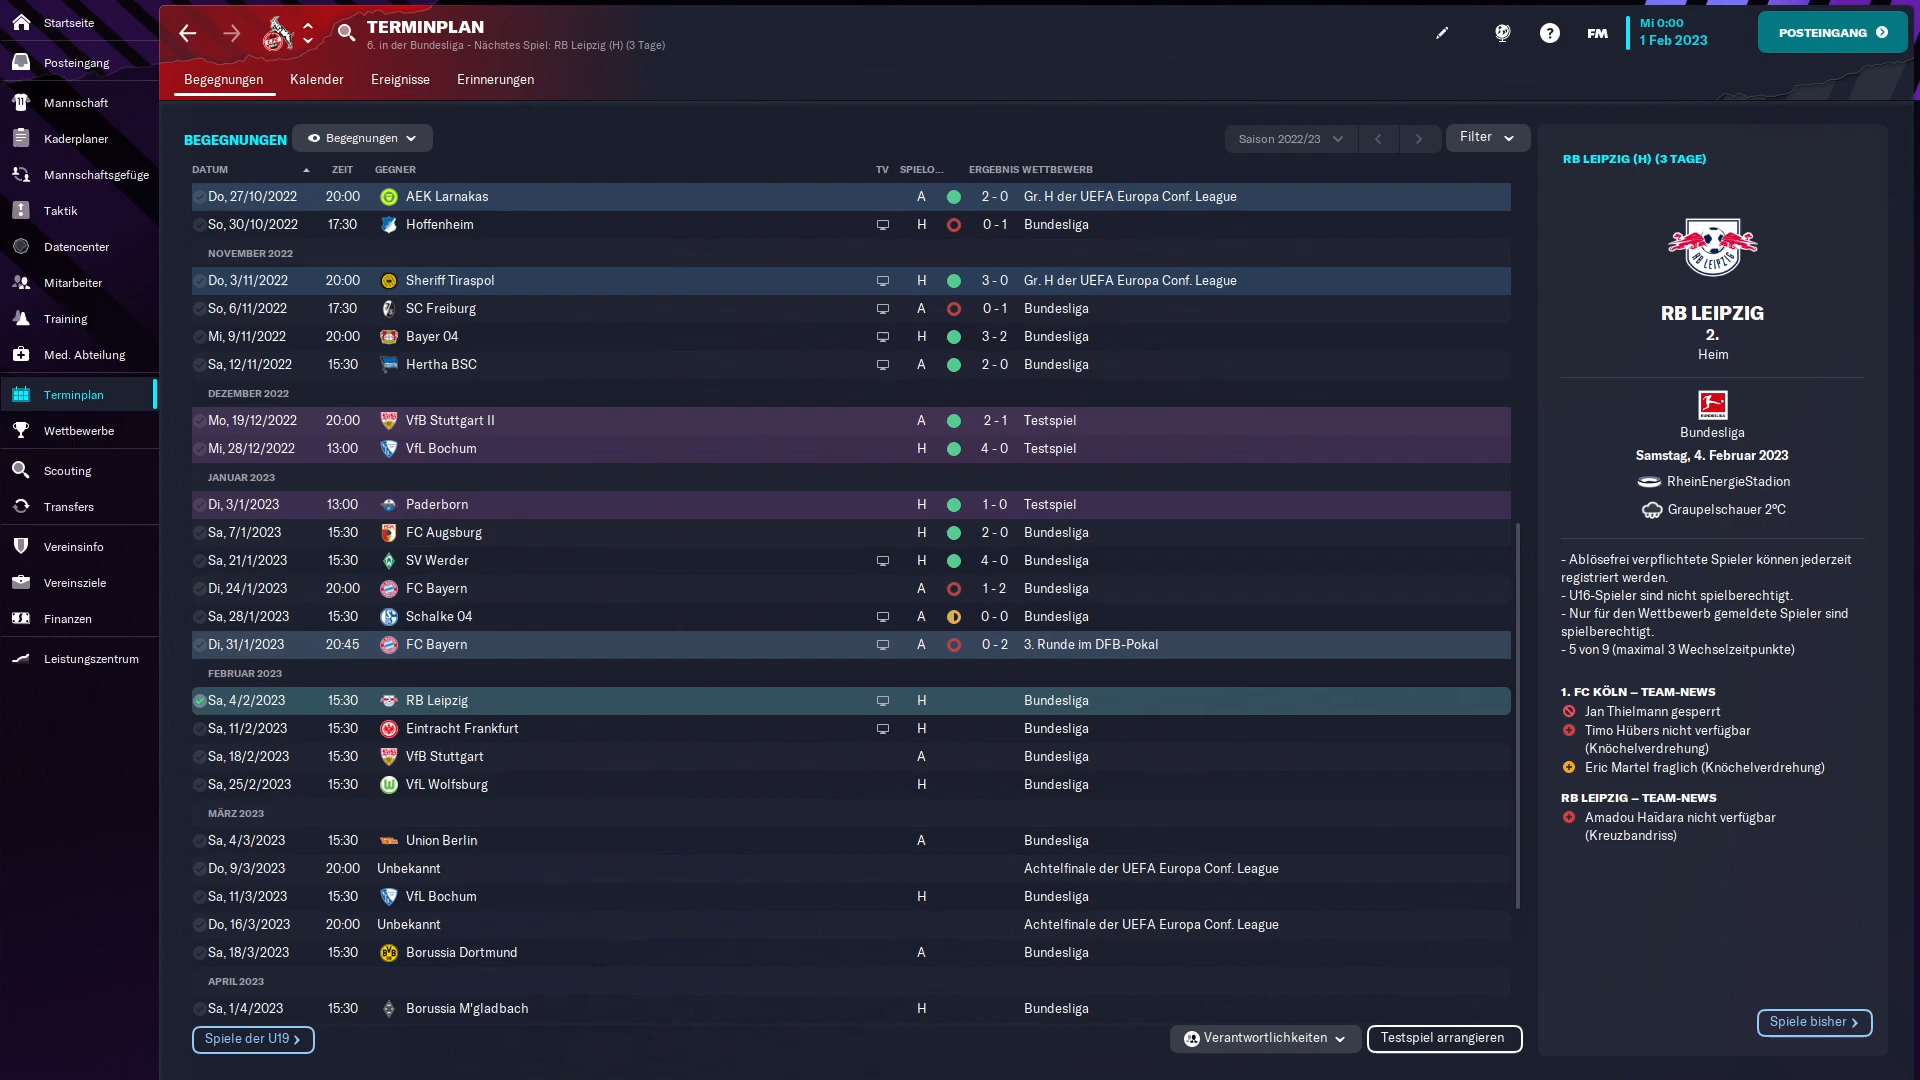 Startseite
Posteingang
Mannschaft
Kaderplaner
Mannschaftsgefüge
Taktik
Datencenter
Mitarbeiter
Training
Med. Abteilung
Terminplan
Wettbewerbe
Scouting
Transfers
Vereinsinfo
Vereinsziele
Finanzen
Leistungszentrum
TERMINPLAN
6. in der Bundesliga - Nächstes Spiel: RB Leipzig (H) (3 Tage)
FM
Mi 0:00
1 Feb 2023
POSTEINGANG
Begegnungen Kalender Ereignisse Erinnerungen
BEGEGNUNGEN Begegnungen Saison 2022/23 Filter
DATUM ZEIT GEGNER TV SPIELO... ERGEBNIS WETTBEWERB
Do, 27/10/2022 20:00 AEK Larnakas A 2 - 0 Gr. H der UEFA Europa Conf. League
So, 30/10/2022 17:30 Hoffenheim H 0 - 1 Bundesliga
NOVEMBER 2022
Do, 3/11/2022 20:00 Sheriff Tiraspol H 3 - 0 Gr. H der UEFA Europa Conf. League
So, 6/11/2022 17:30 SC Freiburg A 0 - 1 Bundesliga
Mi, 9/11/2022 20:00 Bayer 04 H 3 - 2 Bundesliga
Sa, 12/11/2022 15:30 Hertha BSC A 2 - 0 Bundesliga
DEZEMBER 2022
Mo, 19/12/2022 20:00 VfB Stuttgart II A 2 - 1 Testspiel
Mi, 28/12/2022 13:00 VfL Bochum H 4 - 0 Testspiel
JANUAR 2023
Di, 3/1/2023 13:00 Paderborn H 1 - 0 Testspiel
Sa, 7/1/2023 15:30 FC Augsburg H 2 - 0 Bundesliga
Sa, 21/1/2023 15:30 SV Werder H 4 - 0 Bundesliga
Di, 24/1/2023 20:00 FC Bayern A 1 - 2 Bundesliga
Sa, 28/1/2023 15:30 Schalke 04 A 0 - 0 Bundesliga
Di, 31/1/2023 20:45 FC Bayern A 0 - 2 3. Runde im DFB-Pokal
FEBRUAR 2023
Sa, 4/2/2023 15:30 RB Leipzig H Bundesliga
Sa, 11/2/2023 15:30 Eintracht Frankfurt H Bundesliga
Sa, 18/2/2023 15:30 VfB Stuttgart A Bundesliga
Sa, 25/2/2023 15:30 VfL Wolfsburg H Bundesliga
MÄRZ 2023
Sa, 4/3/2023 15:30 Union Berlin A Bundesliga
Do, 9/3/2023 20:00 Unbekannt Achtelfinale der UEFA Europa Conf. League
Sa, 11/3/2023 15:30 VfL Bochum H Bundesliga
Do, 16/3/2023 20:00 Unbekannt Achtelfinale der UEFA Europa Conf. League
Sa, 18/3/2023 15:30 Borussia Dortmund A Bundesliga
APRIL 2023
Sa, 1/4/2023 15:30 Borussia M'gladbach H Bundesliga
Spiele der U19 Verantwortlichkeiten Testspiel arrangieren
RB LEIPZIG (H) (3 TAGE)
RB LEIPZIG
RB LEIPZIG
2.
Heim
BUNDESLIGA
Bundesliga
Samstag, 4. Februar 2023
RheinEnergieStadion
Graupelschauer 2°C
- Ablösefrei verpflichtete Spieler können jederzeit
registriert werden.
- U16-Spieler sind nicht spielberechtigt.
- Nur für den Wettbewerb gemeldete Spieler sind
spielberechtigt.
- 5 von 9 (maximal 3 Wechselzeitpunkte)
1. FC KÖLN – TEAM-NEWS
Jan Thielmann gesperrt
Timo Hübers nicht verfügbar
(Knöchelverdrehung)
Eric Martel fraglich (Knöchelverdrehung)
RB LEIPZIG – TEAM-NEWS
Amadou Haïdara nicht verfügbar
(Kreuzbandriss)
Spiele bisher